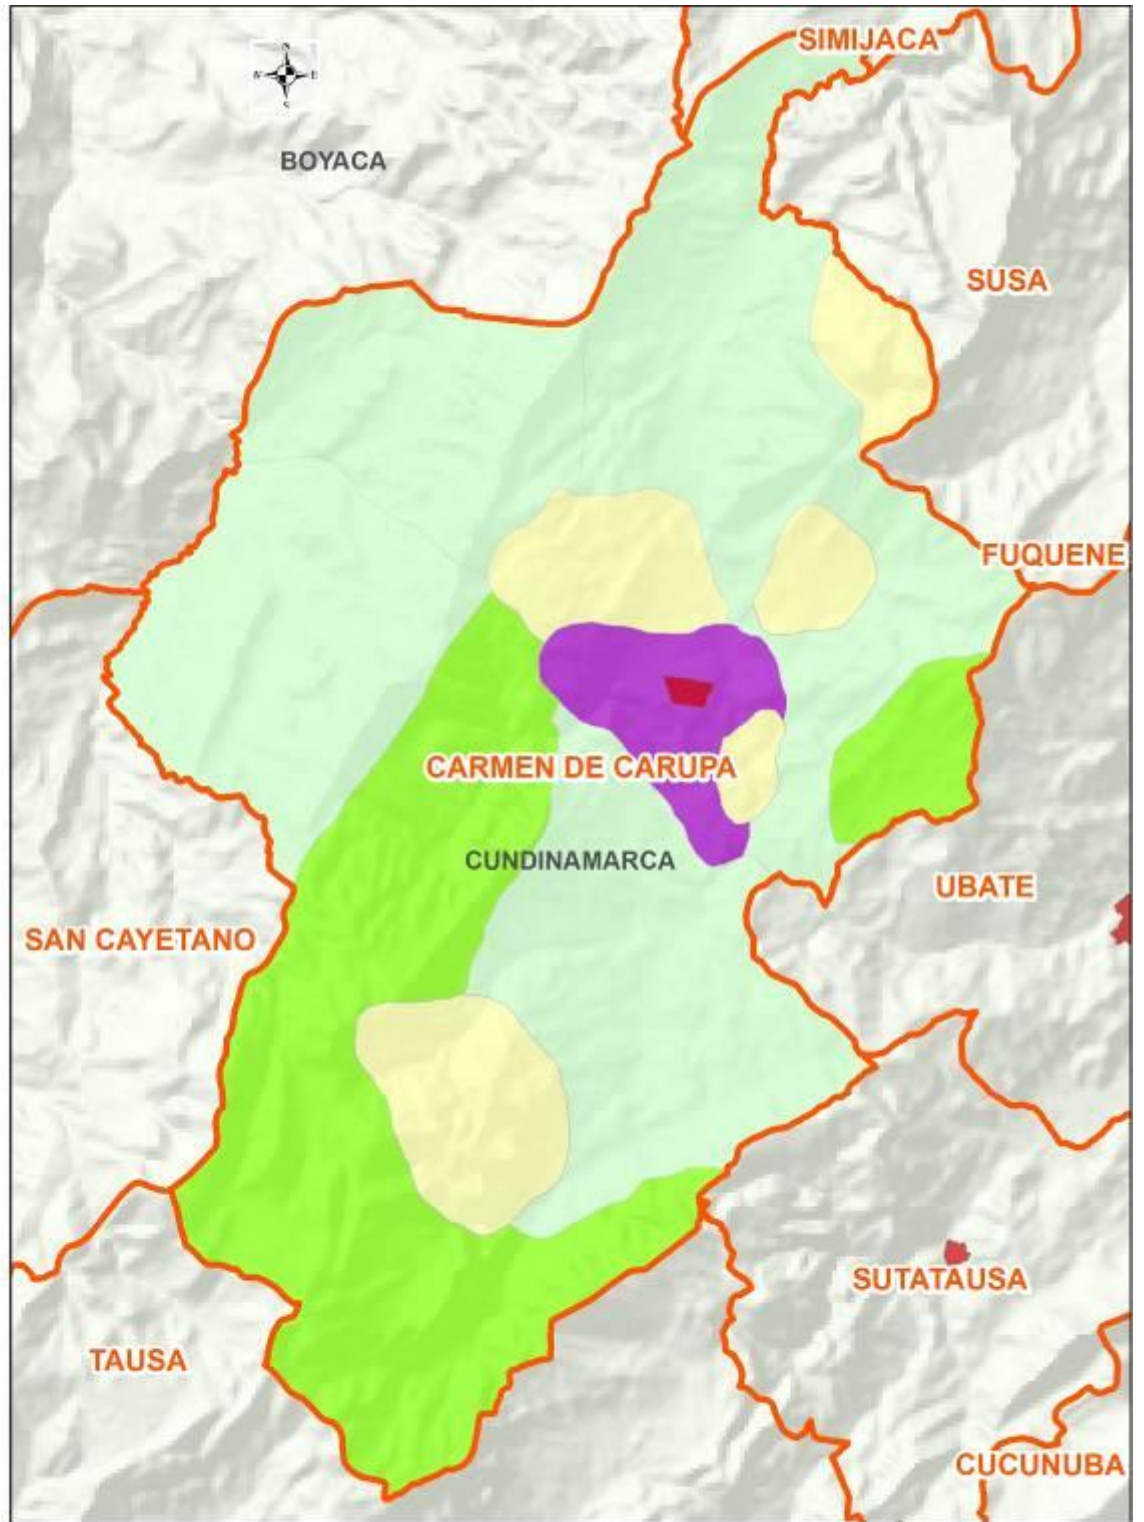 SIMIJACA
N
W E
S
BOYACA
SUSA
FUQUENE
CARMEN DE CARUPA
CUNDINAMARCA
UBATE
SAN CAYETANO
SUTATAUSA
TAUSA
CUCUNUBA